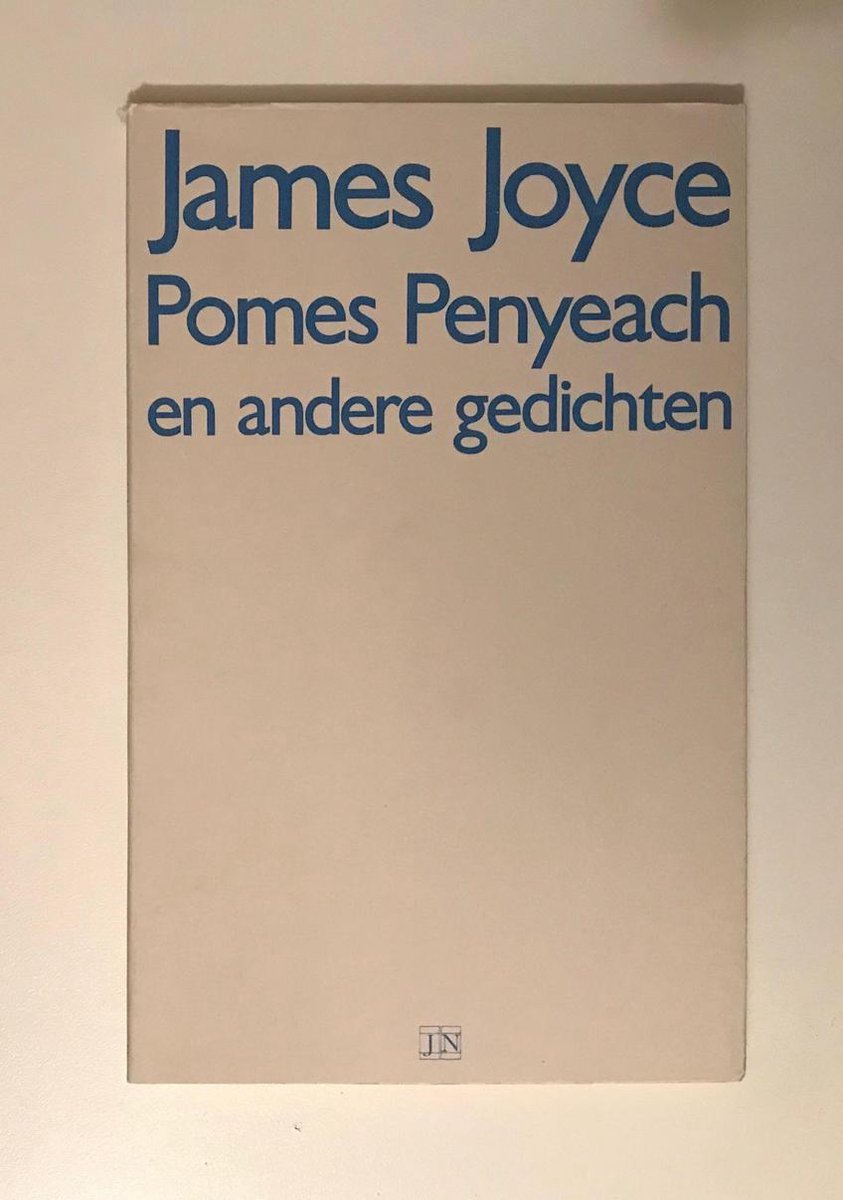 James Joyce
Pomes Penyeach
en andere gedichten
JN